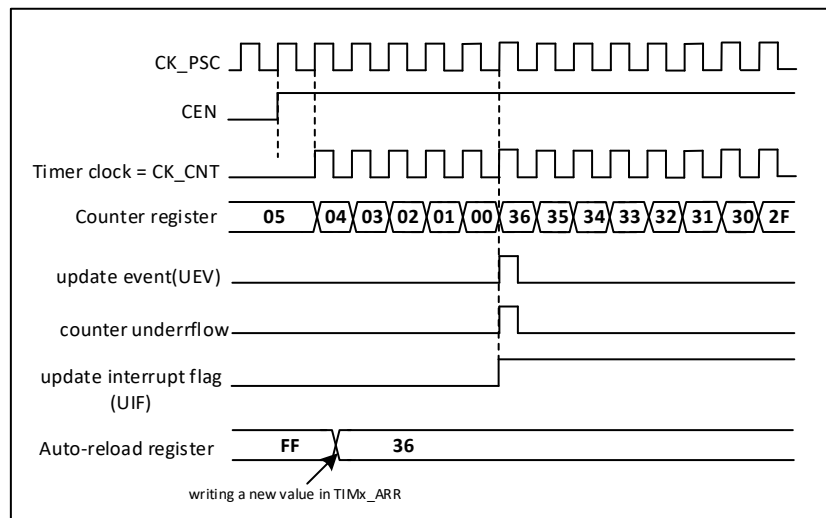 CK_PSC
CEN
Timer clock = CK_CNT
Counter register 05 04 03 02 01 00 36 35 34 33 32 31 30 2F
update event(UEV)
counter underrflow
update interrupt flag
(UIF)
Auto-reload register FF 36
writing a new value in TIMx_ARR